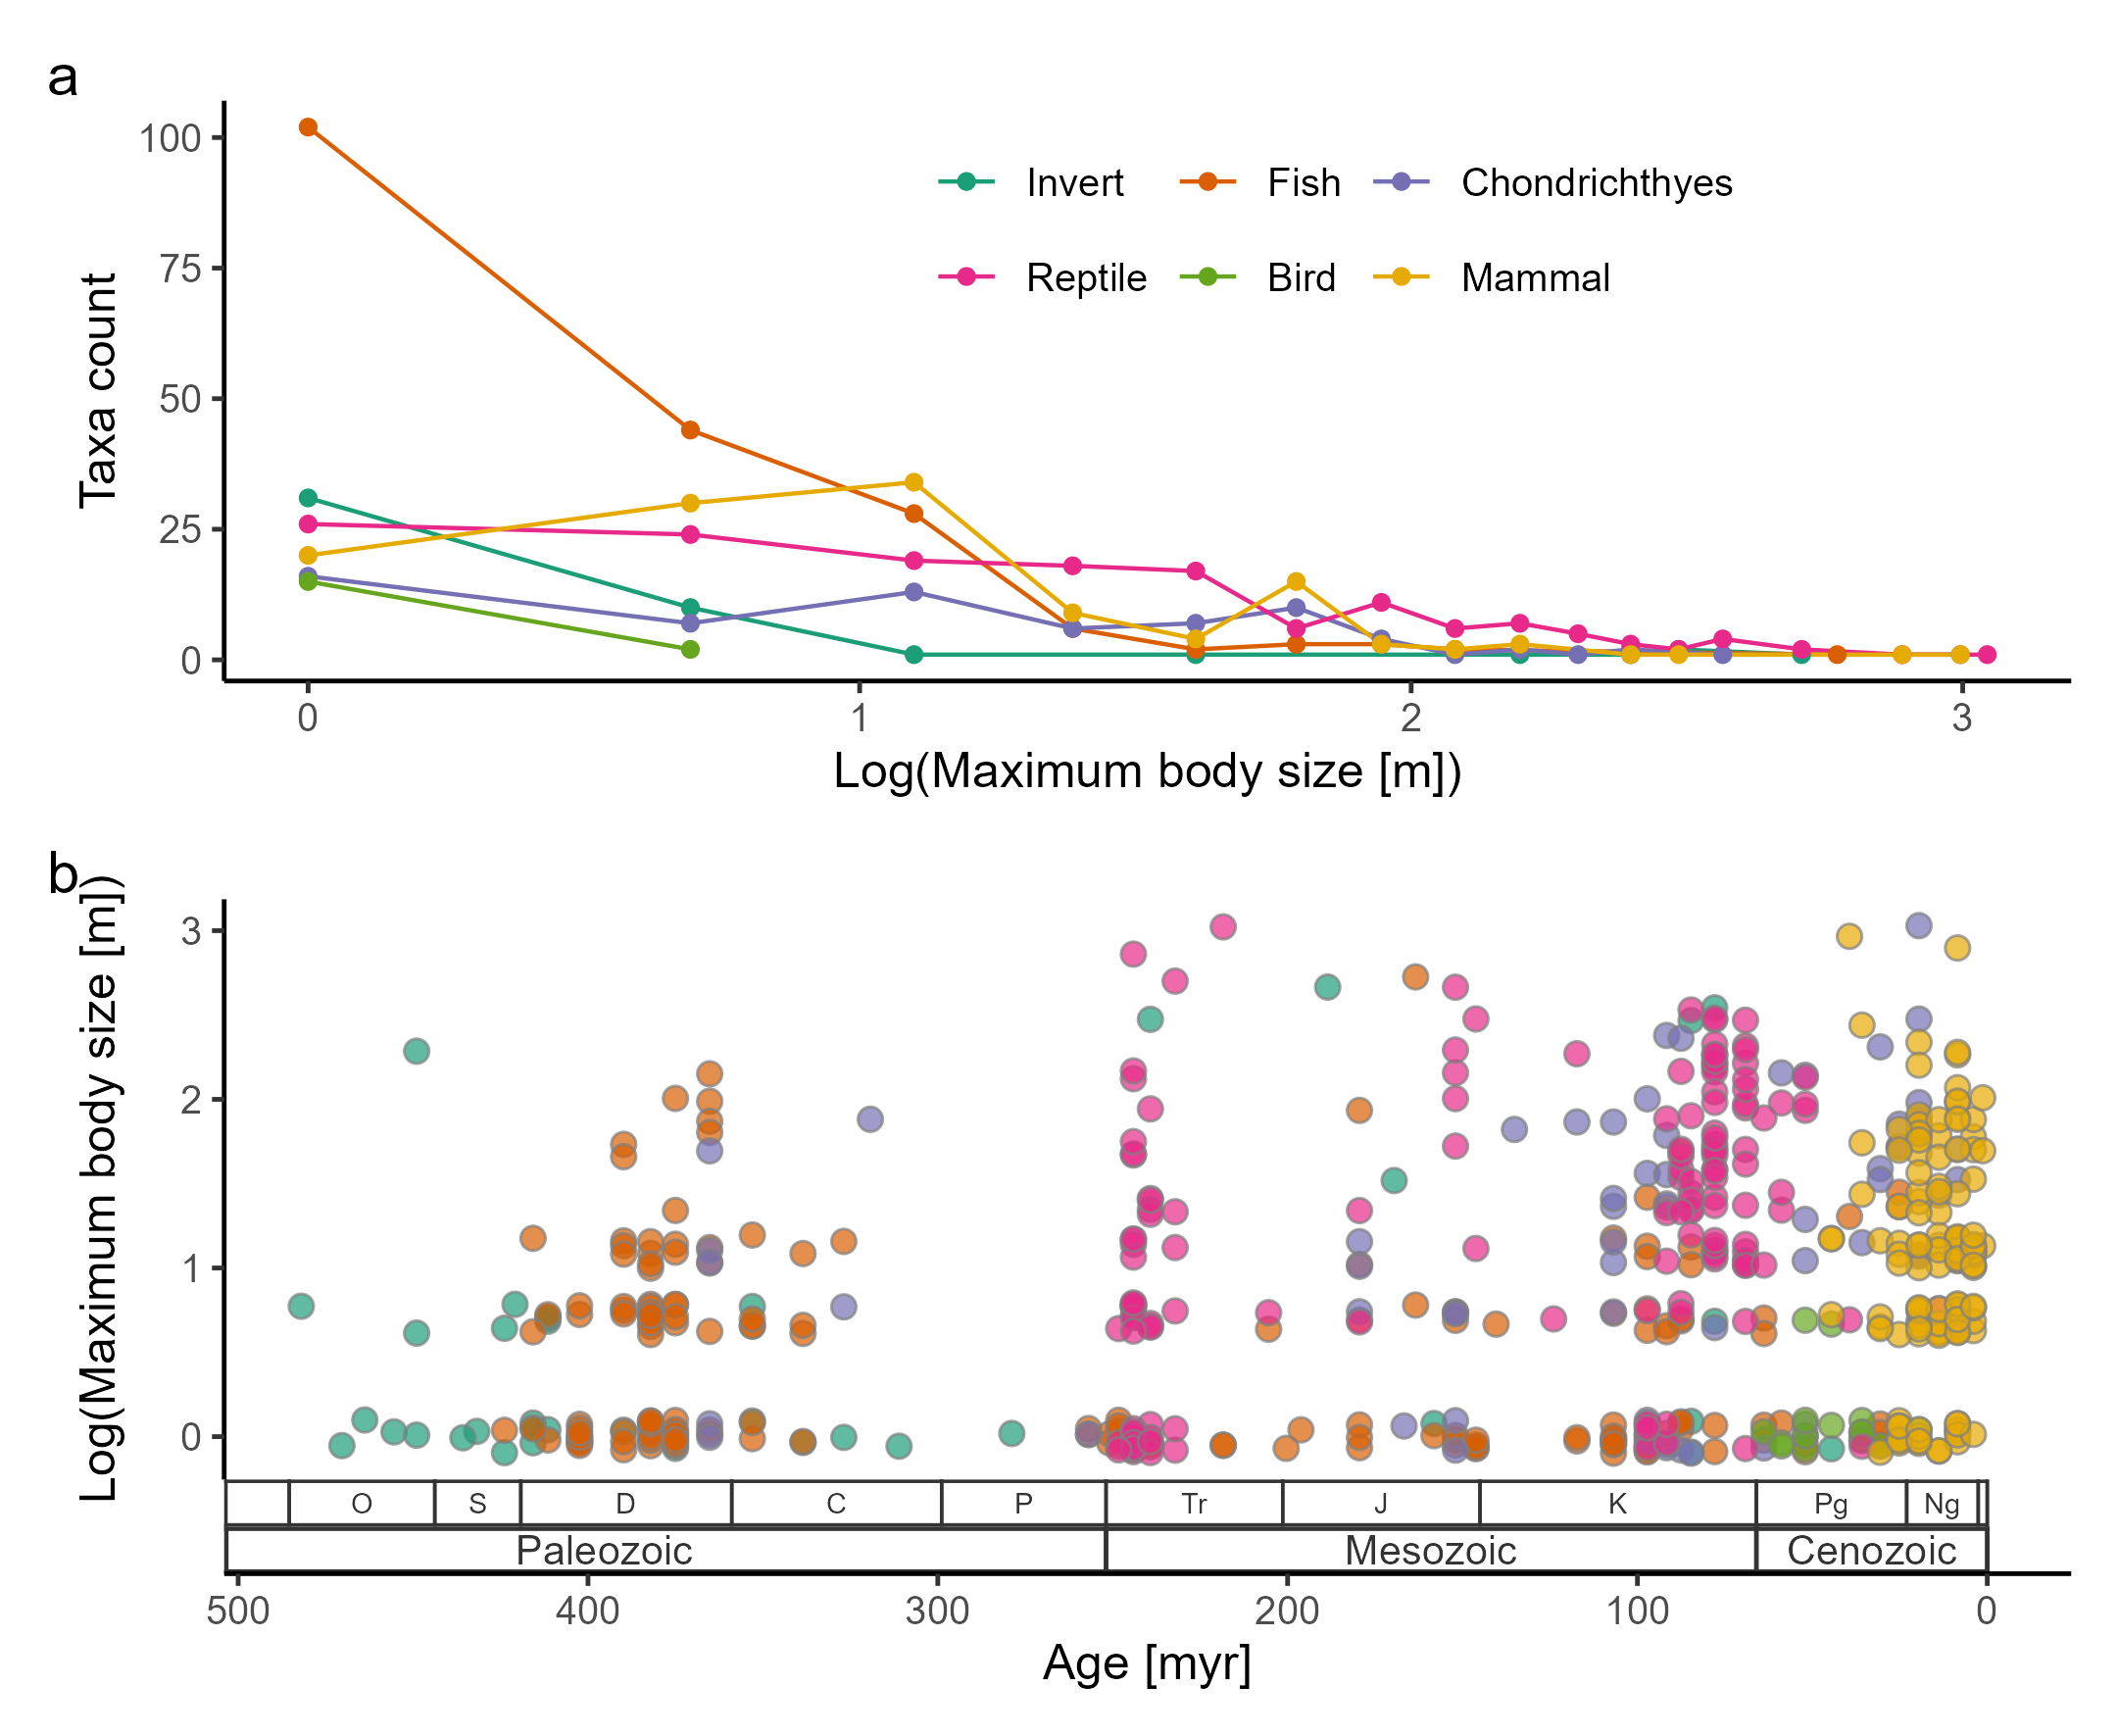 a
100
75
50
25
0
Taxa count
Invert Fish Chondrichthyes
Reptile Bird Mammal
0 1 2 3
Log(Maximum body size [m])
b
3
2
1
0
Log(Maximum body size [m])
O S D C P Tr J K Pg Ng
Paleozoic Mesozoic Cenozoic
500 400 300 200 100 0
Age [myr]